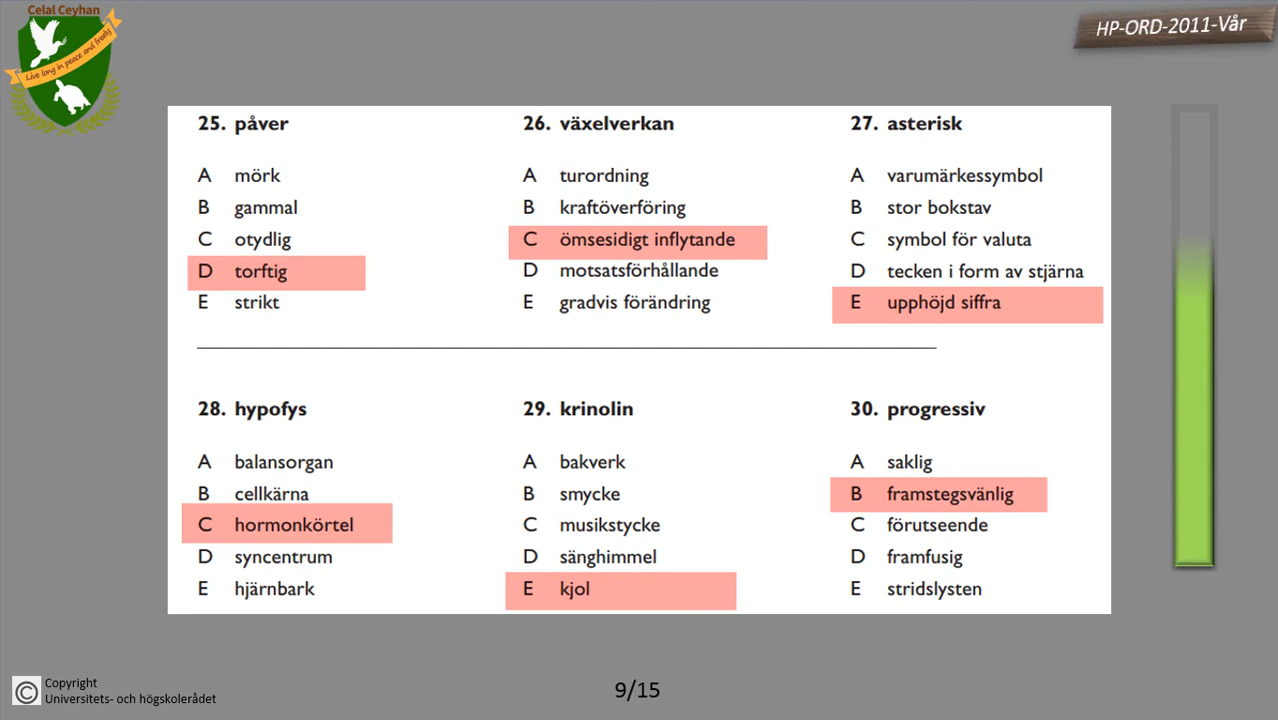 Celal Ceyhan
Live long in peace and freely
HP-ORD-2011-Vår
25. påver
A mörk
B gammal
C otydlig
D torftig
E strikt
26. växelverkan
A turordning
B kraftöverföring
C ömsesidigt inflytande
D motsatsförhållande
E gradvis förändring
27. asterisk
A varumärkessymbol
B stor bokstav
C symbol för valuta
D tecken i form av stjärna
E upphöjd siffra
28. hypofys
A balansorgan
B cellkärna
C hormonkörtel
D syncentrum
E hjärnbark
29. krinolin
A bakverk
B smycke
C musikstycke
D sänghimmel
E kjol
30. progressiv
A saklig
B framstegsvänlig
C förutseende
D framfusig
E stridslysten
©
Copyright
Universitets- och högskolerådet
9/15